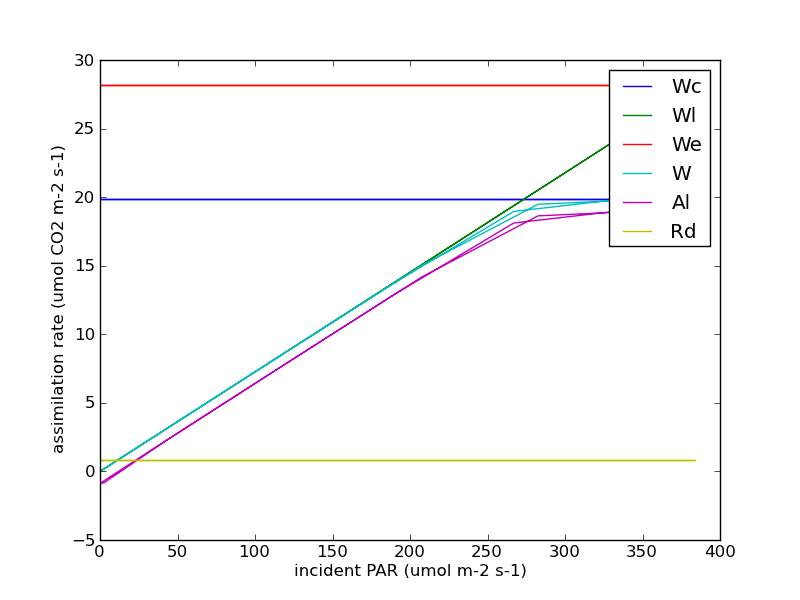 30
25
20
15
10
5
0
−5
assimilation rate (umol CO2 m-2 s-1)
Wc
Wl
We
W
Al
Rd
0 50 100 150 200 250 300 350 400
incident PAR (umol m-2 s-1)